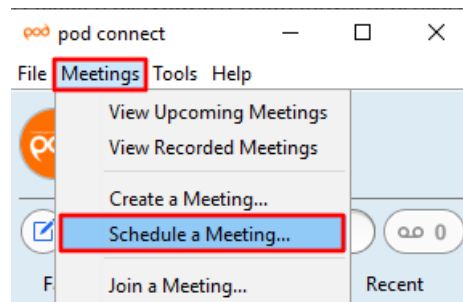 pod pod connect
File Meetings Tools Help
View Upcoming Meetings
View Recorded Meetings
Create a Meeting...
Schedule a Meeting...
0
Join a Meeting...
Recent